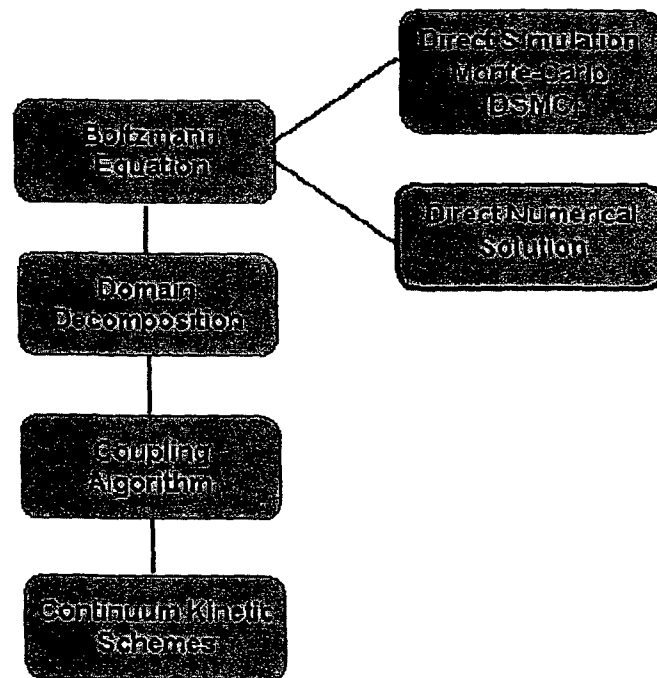 Direct Simulation
Monte-Carlo
(DSMC)
Boltzmann
Equation
Direct Numerical
Solution
Domain
Decomposition
Coupling
Algorithm
Continuum Kinetic
Schemes